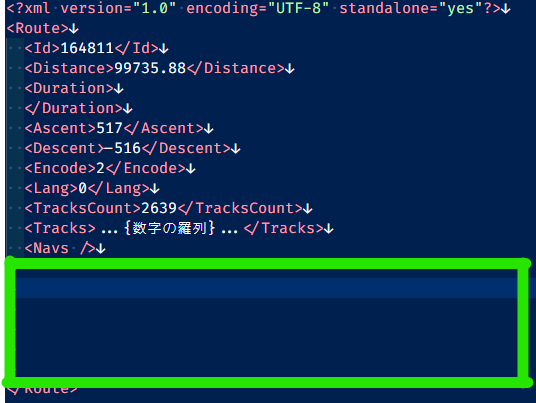 <?xml version="1.0" encoding="UTF-8" standalone="yes"?>↓
<Route>↓
<Id>164811</Id>↓
<Distance>99735.88</Distance>↓
<Duration>↓
</Duration>↓
<Ascent>517</Ascent>↓
<Descent>-516</Descent>↓
<Encode>2</Encode>↓
<Lang>0</Lang>↓
<TracksCount>2639</TracksCount>↓
<Tracks>...{数字の羅列}...</Tracks>↓
<Navs />↓
</Route>